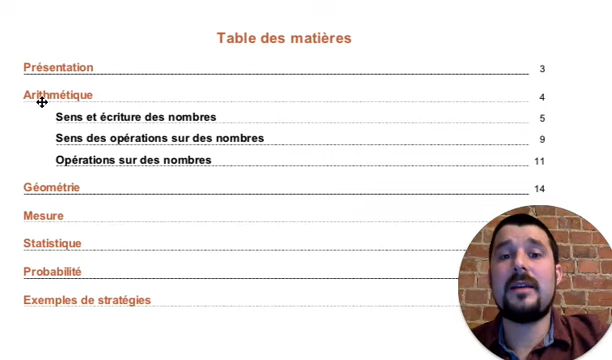 Table des matières
Présentation 3
Arithmétique 4
Sens et écriture des nombres 5
Sens des opérations sur des nombres 9
Opérations sur des nombres 11
Géométrie 14
Mesure
Statistique
Probabilité
Exemples de stratégies